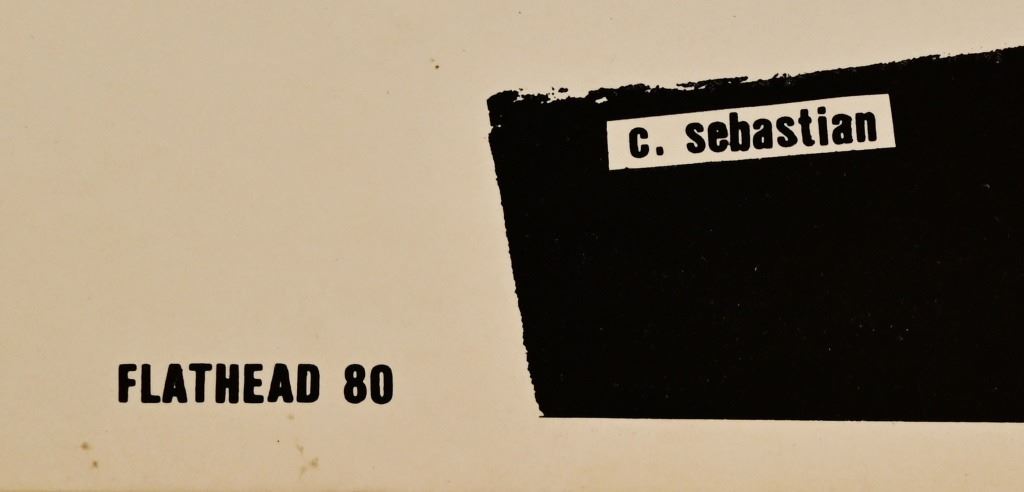 c. sebastian
FLATHEAD 80